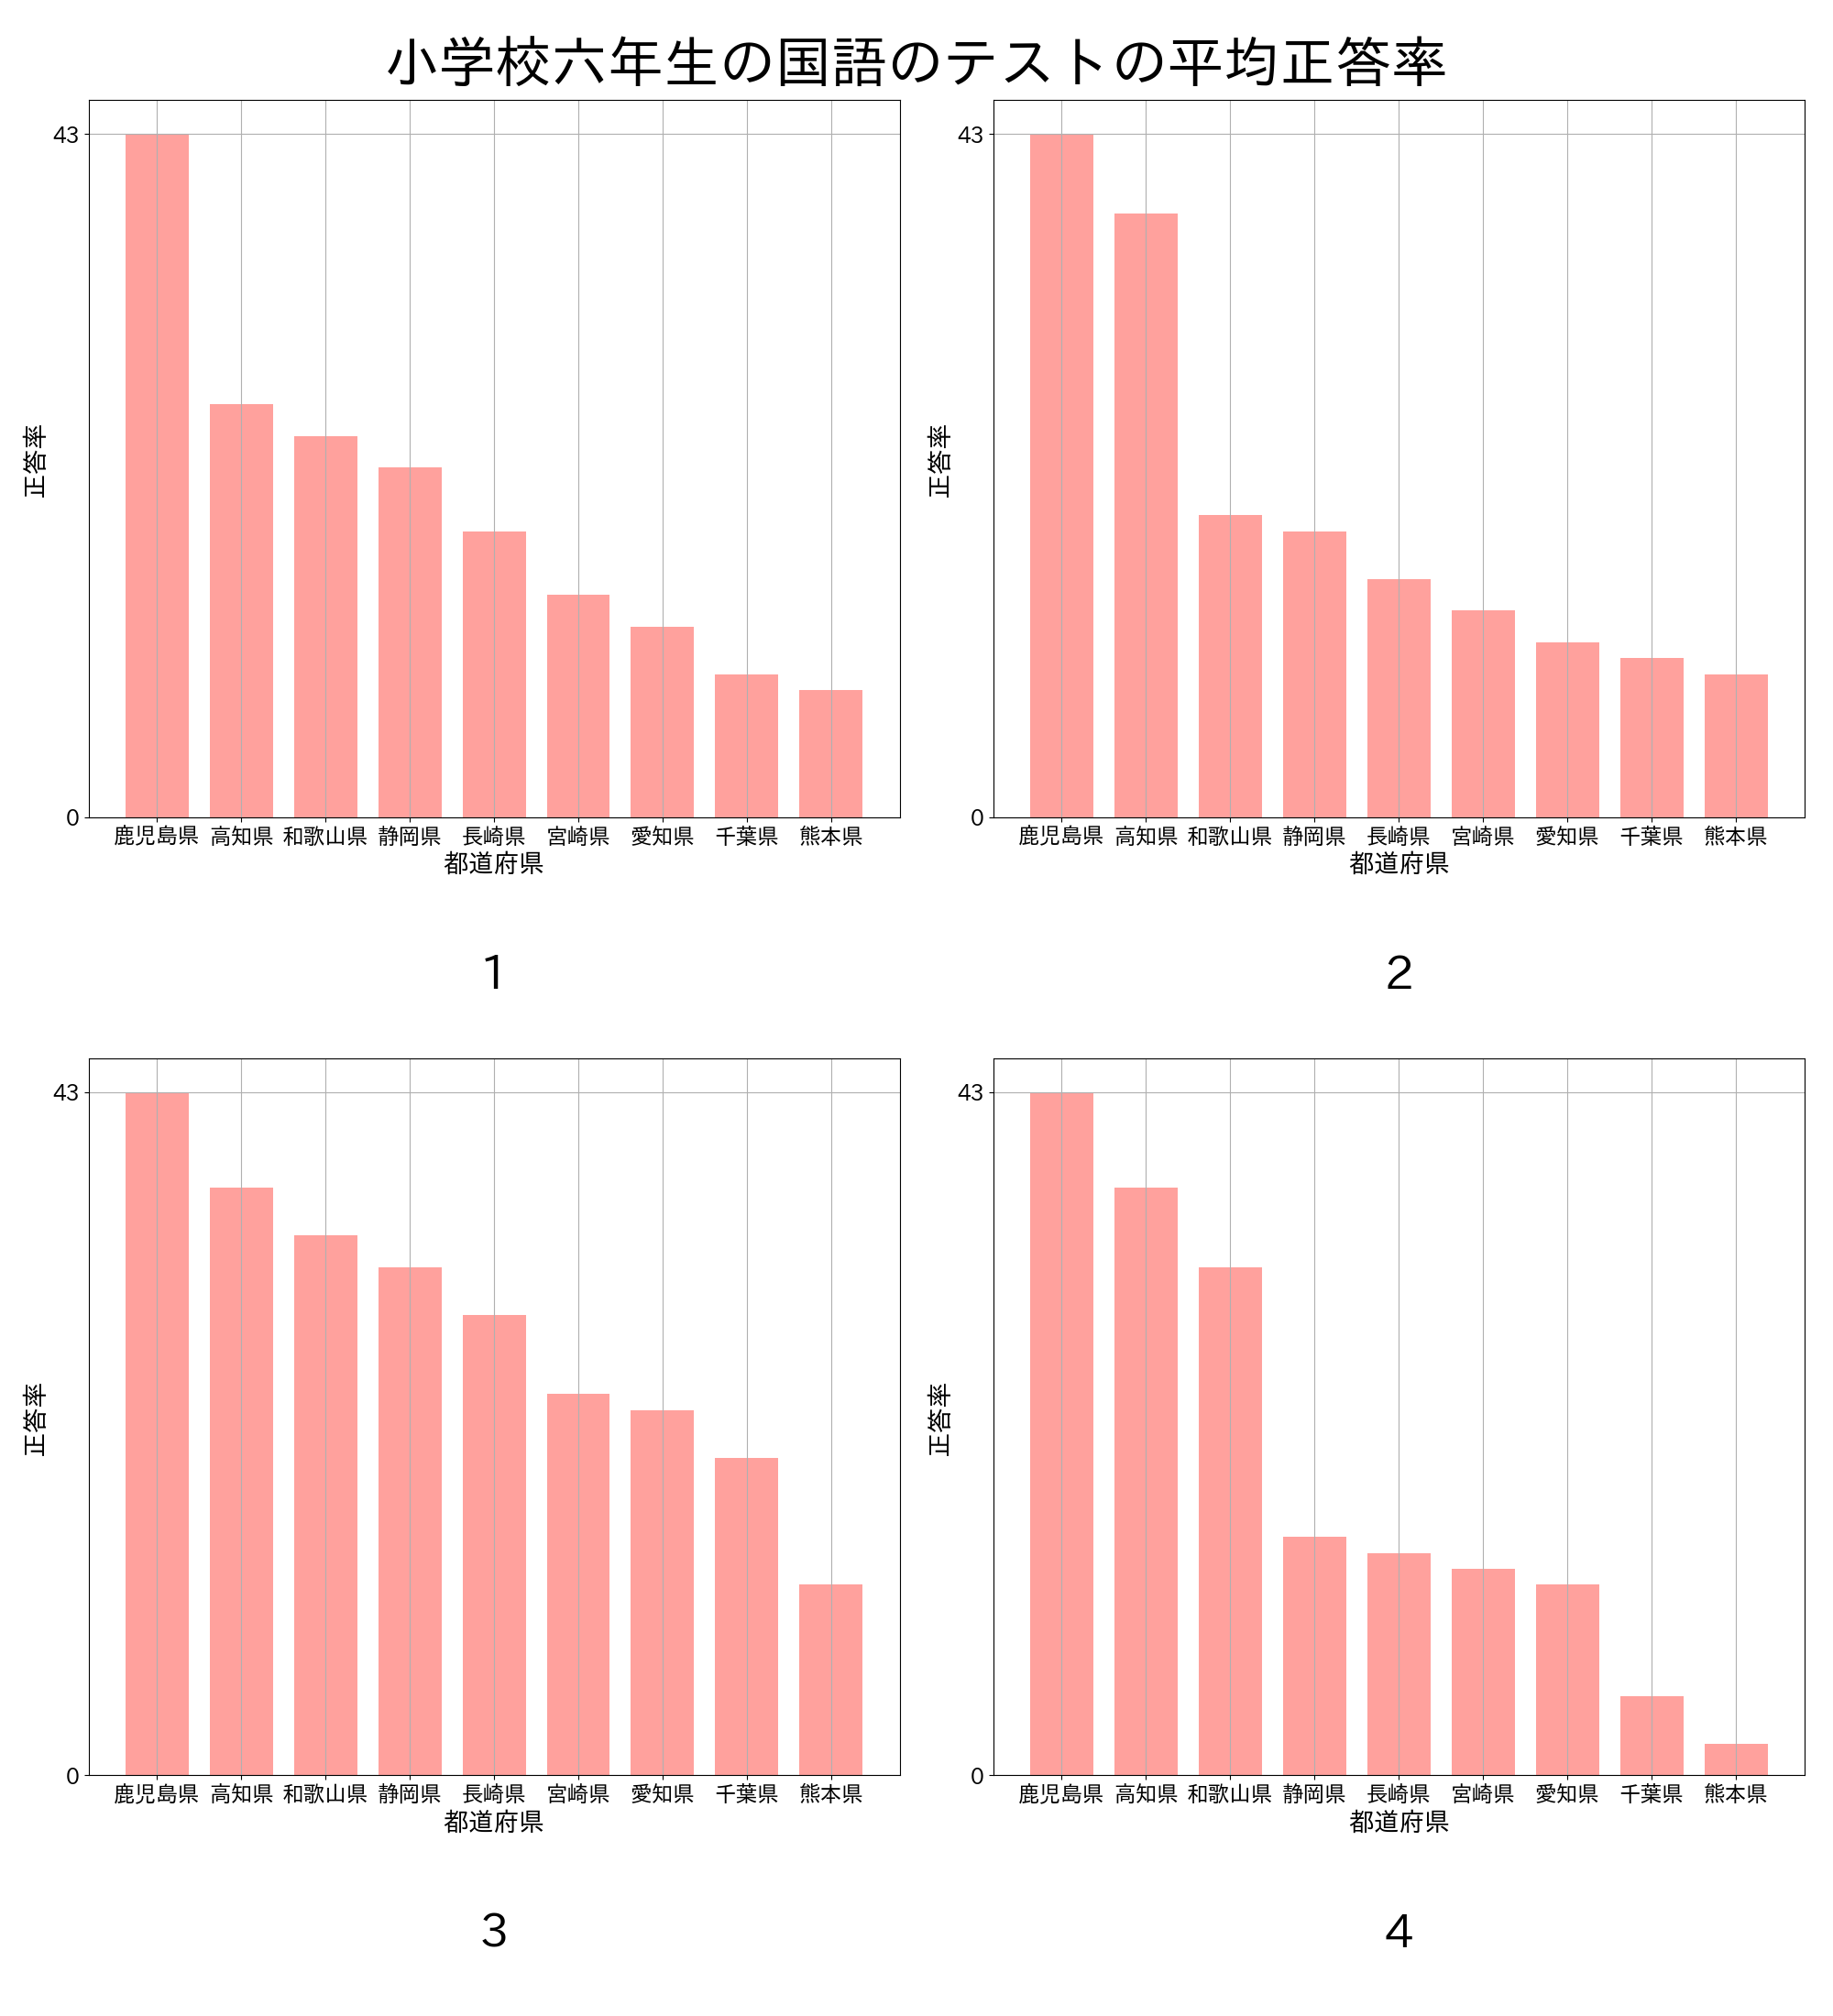 小学校六年生の国語のテストの平均正答率
43
0
正答率
鹿児島県 高知県 和歌山県 静岡県 長崎県 宮崎県 愛知県 千葉県 熊本県
都道府県
1
43
0
正答率
鹿児島県 高知県 和歌山県 静岡県 長崎県 宮崎県 愛知県 千葉県 熊本県
都道府県
2
43
0
正答率
鹿児島県 高知県 和歌山県 静岡県 長崎県 宮崎県 愛知県 千葉県 熊本県
都道府県
3
43
0
正答率
鹿児島県 高知県 和歌山県 静岡県 長崎県 宮崎県 愛知県 千葉県 熊本県
都道府県
4